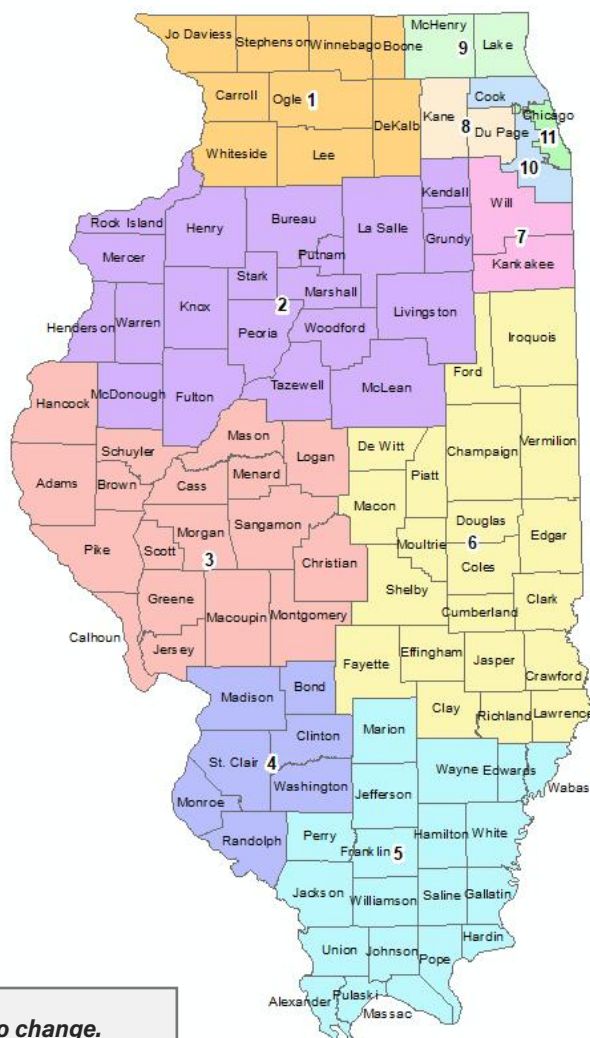 Jo Daviess
Stephenson
Winnebago
Boone
McHenry
9
Lake
Carroll
Ogle
1
DeKalb
Kane
8
Du Page
Cook
Chicago
11
10
Whiteside
Lee
Rock Island
Henry
Bureau
Putnam
La Salle
Kendall
Grundy
Will
7
Kankakee
Mercer
Stark
2
Marshall
Livingston
Henderson
Warren
Knox
Peoria
Woodford
Iroquois
Ford
McDonough
Fulton
Tazewell
McLean
Hancock
Schuyler
Mason
Logan
De Witt
Piatt
Champaign
Vermilion
Adams
Brown
Cass
Menard
Macon
Pike
Scott
Morgan
3
Sangamon
Christian
Moultrie
Douglas
6
Coles
Edgar
Shelby
Cumberland
Clark
Calhoun
Greene
Jersey
Macoupin
Montgomery
Fayette
Effingham
Jasper
Crawford
Clay
Richland
Lawrence
Madison
Bond
Clinton
Marion
St. Clair
4
Washington
Wayne
Edwards
Wabas
Monroe
Randolph
Jefferson
Perry
Franklin
5
Hamilton
White
Jackson
Williamson
Saline
Gallatin
Union
Johnson
Pope
Hardin
Alexander
Pulaski
Massac
o change.